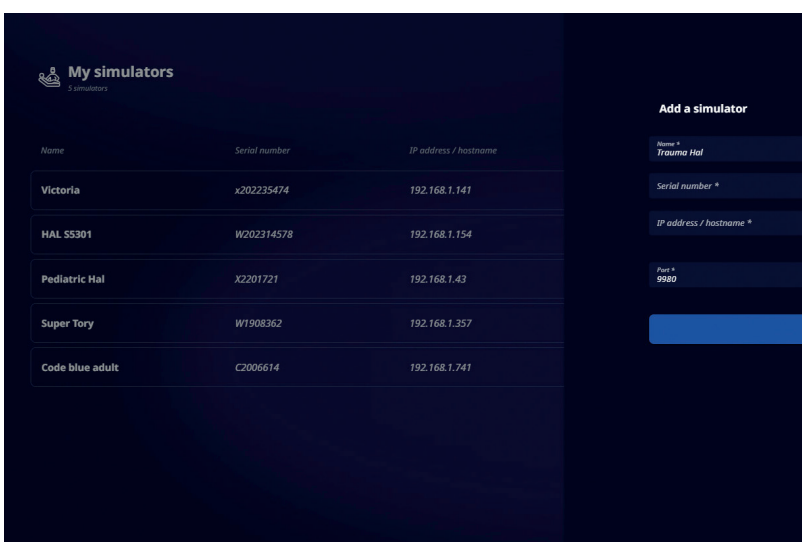 My simulators
5 simulators
Name Serial number IP address / hostname
Victoria x202235474 192.168.1.141
HAL S5301 W202314578 192.168.1.154
Pediatric Hal X2201721 192.168.1.43
Super Tory W1908362 192.168.1.357
Code blue adult C2006614 192.168.1.741
Add a simulator
Name *
Trauma Hal
Serial number *
IP address / hostname *
Port *
9980